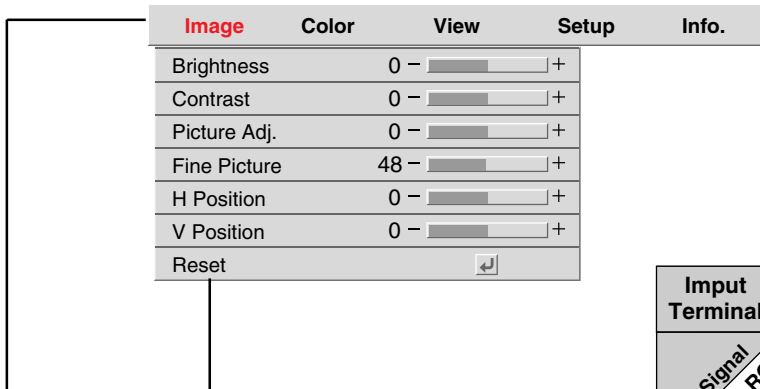 Image Color View Setup Info.
Brightness 0 − +
Contrast 0 − +
Picture Adj. 0 − +
Fine Picture 48 − +
H Position 0 − +
V Position 0 − +
Reset
Imput
Terminal
Signal